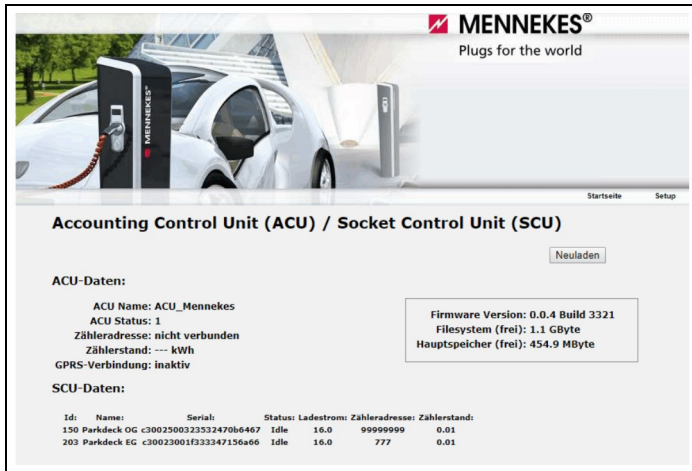 MENNEKES®
Plugs for the world
MENNEKES®
Startseite Setup
Accounting Control Unit (ACU) / Socket Control Unit (SCU)
Neuladen
ACU-Daten:
ACU Name: ACU_Mennekes
ACU Status: 1
Zähleradresse: nicht verbunden
Zählerstand: --- kWh
GPRS-Verbindung: inaktiv
Firmware Version: 0.0.4 Build 3321
Filesystem (frei): 1.1 GByte
Hauptspeicher (frei): 454.9 MByte
SCU-Daten:
Id: Name: Serial: Status: Ladestrom: Zähleradresse: Zählerstand:
150 Parkdeck OG c3002500323532470b6467 Idle 16.0 99999999 0.01
203 Parkdeck EG c30023001f333347156a66 Idle 16.0 777 0.01